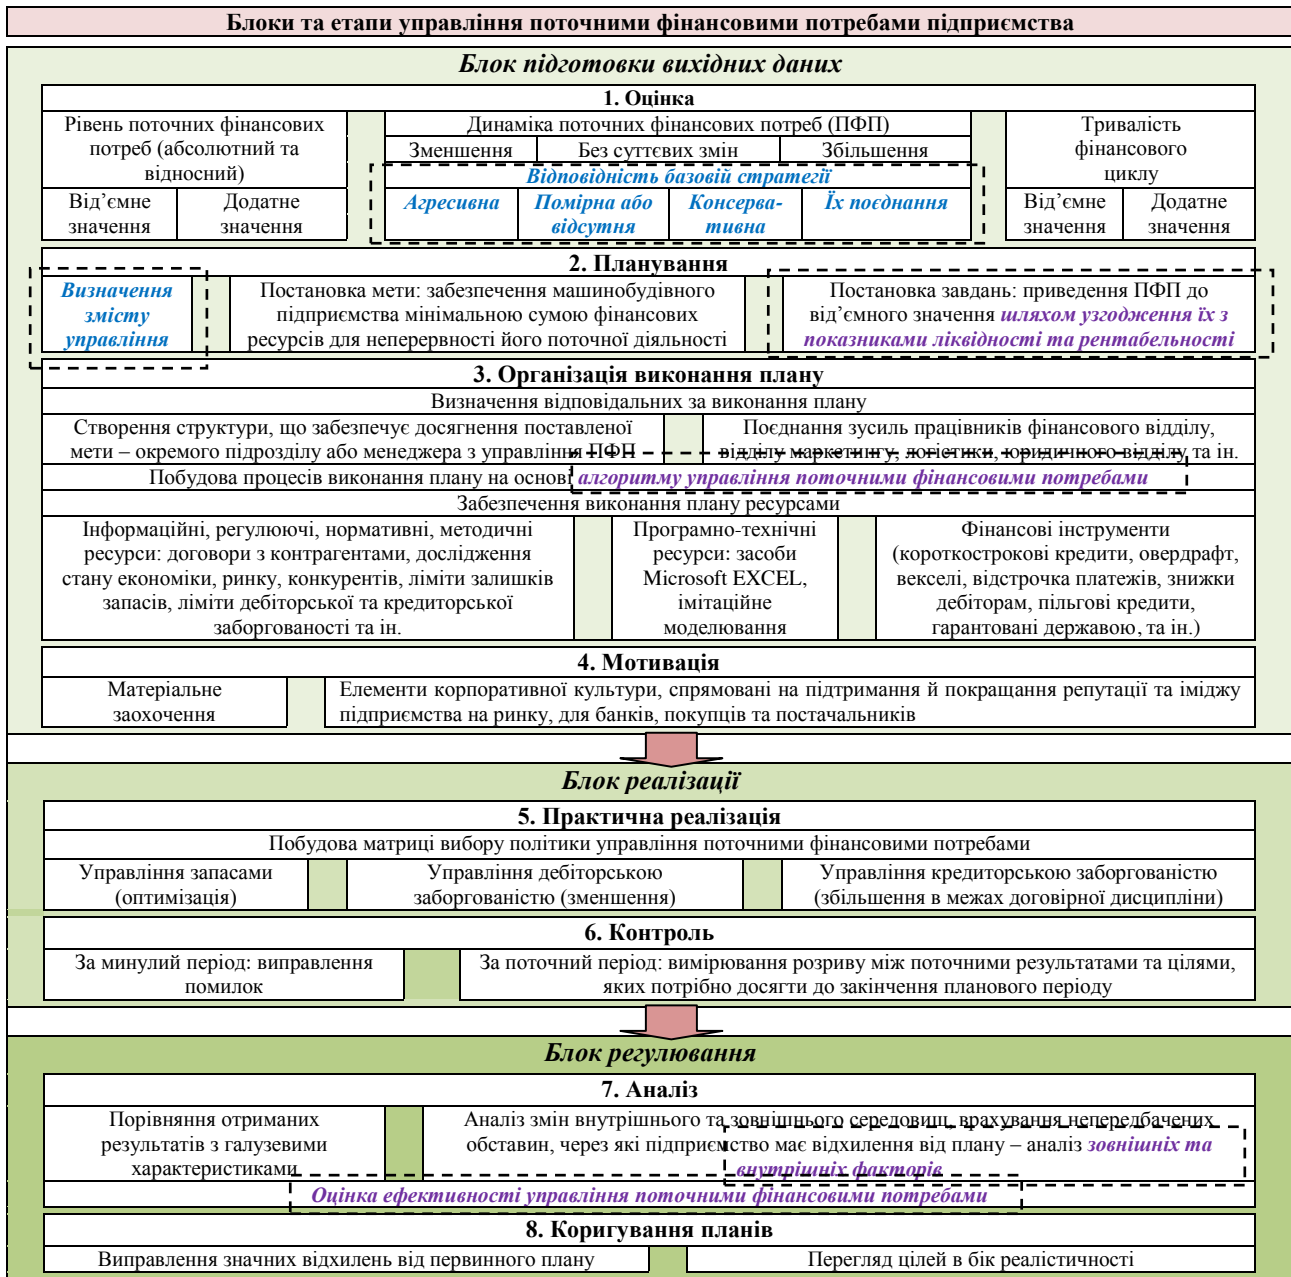 Блоки та етапи управління поточними фінансовими потребами підприємства
Блок підготовки вихідних даних
1. Оцінка
Рівень поточних фінансових
потреб (абсолютний та
відносний)
Від’ємне
значення
Додатне
значення
Динаміка поточних фінансових потреб (ПФП)
Зменшення
Без суттєвих змін
Збільшення
Відповідність базовій стратегії
Агресивна
Помірна або
відсутня
Консерва-
тивна
Їх поєднання
Тривалість
фінансового
циклу
Від’ємне
значення
Додатне
значення
2. Планування
Визначення
змісту
управління
Постановка мети: забезпечення машинобудівного
підприємства мінімальною сумою фінансових
ресурсів для неперервності його поточної діяльності
Постановка завдань: приведення ПФП до
від’ємного значення шляхом узгодження їх з
показниками ліквідності та рентабельності
3. Організація виконання плану
Визначення відповідальних за виконання плану
Створення структури, що забезпечує досягнення поставленої
мети – окремого підрозділу або менеджера з управління ПФП
Поєднання зусиль працівників фінансового відділу,
відділу маркетингу, логістики, юридичного відділу та ін.
Побудова процесів виконання плану на основі алгоритму управління поточними фінансовими потребами
Забезпечення виконання плану ресурсами
Інформаційні, регулюючі, нормативні, методичні
ресурси: договори з контрагентами, дослідження
стану економіки, ринку, конкурентів, ліміти залишків
запасів, ліміти дебіторської та кредиторської
заборгованості та ін.
Програмно-технічні
ресурси: засоби
Microsoft EXCEL,
імітаційне
моделювання
Фінансові інструменти
(короткострокові кредити, овердрафт,
векселі, відстрочка платежів, знижки
дебіторам, пільгові кредити,
гарантовані державою, та ін.)
4. Мотивація
Матеріальне
заохочення
Елементи корпоративної культури, спрямовані на підтримання й покращання репутації та іміджу
підприємства на ринку, для банків, покупців та постачальників
Блок реалізації
5. Практична реалізація
Побудова матриці вибору політики управління поточними фінансовими потребами
Управління запасами
(оптимізація)
Управління дебіторською
заборгованістю (зменшення)
Управління кредиторською заборгованістю
(збільшення в межах договірної дисципліни)
6. Контроль
За минулий період: виправлення
помилок
За поточний період: вимірювання розриву між поточними результатами та цілями,
яких потрібно досягти до закінчення планового періоду
Блок регулювання
7. Аналіз
Порівняння отриманих
результатів з галузевими
характеристиками
Аналіз змін внутрішнього та зовнішнього середовищ, врахування непередбачених
обставин, через які підприємство має відхилення від плану – аналіз зовнішніх та
внутрішніх факторів
Оцінка ефективності управління поточними фінансовими потребами
8. Коригування планів
Виправлення значних відхилень від первинного плану
Перегляд цілей в бік реалістичності